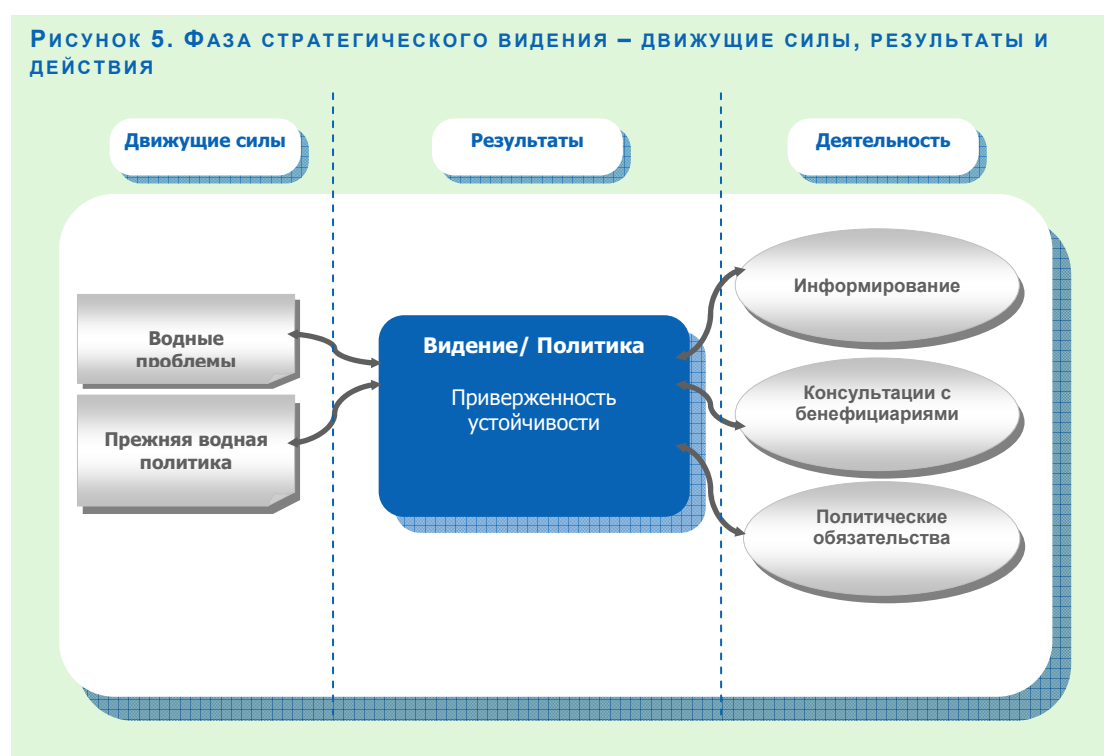 РИСУНОК 5. ФАЗА СТРАТЕГИЧЕСКОГО ВИДЕНИЯ – ДВИЖУЩИЕ СИЛЫ, РЕЗУЛЬТАТЫ И
ДЕЙСТВИЯ
Движущие силы
Результаты
Деятельность
Водные
проблемы
Прежняя водная
политика
Видение/ Политика
Приверженность
устойчивости
Информирование
Консультации с
бенефициариями
Политические
обязательства